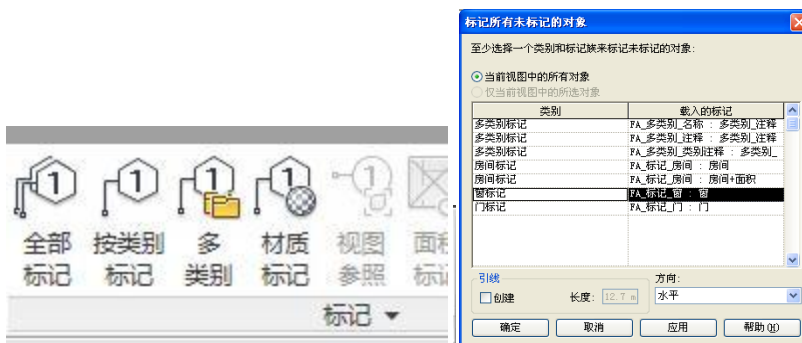 1
1
1
1
1
全部
标记
按类别
标记
多
类别
材质
标记
视图
参照
标记
标记所有未标记的对象
至少选择一个类别和标记族来标记未标记的对象:
当前视图中的所有对象
仅当前视图中的所选对象
类别 载入的标记
多类别标记 FA_多类别_名称 : 多类别_注释
多类别标记 FA_多类别_注释 : 多类别_注释
多类别标记 FA_多类别_类别注释 : 多类别_
房间标记 FA_标记_房间 : 房间
房间标记 FA_标记_房间 : 房间+面积
窗标记 FA_标记_窗 : 窗
门标记 FA_标记_门 : 门
引线
创建 长度: 12.7 m
方向:
水平
确定 取消 应用 帮助(H)